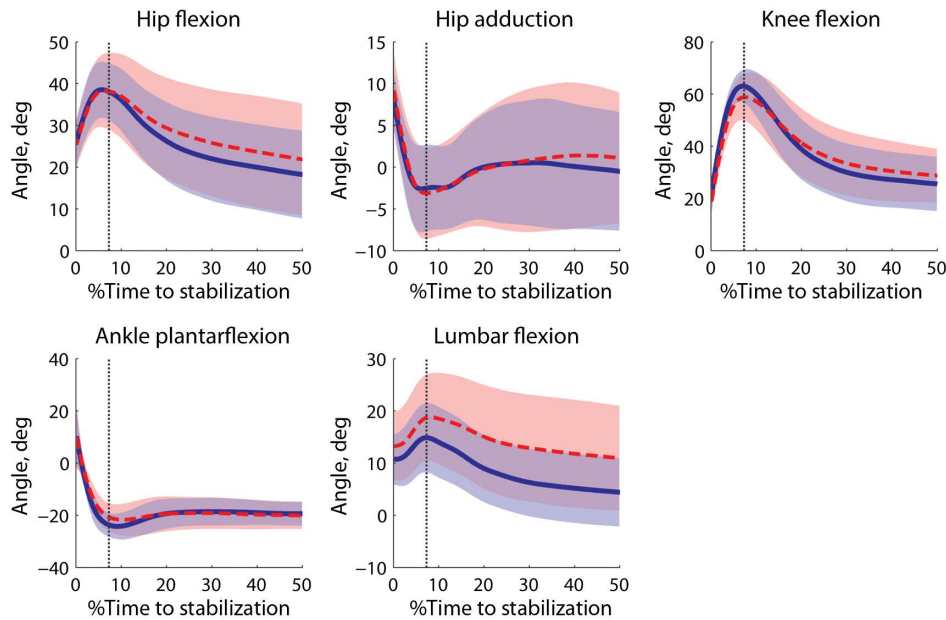 Hip flexion
50
40
30
20
10
0
Angle, deg
0 10 20 30 40 50
%Time to stabilization
Hip adduction
15
10
5
0
−5
−10
Angle, deg
0 10 20 30 40 50
%Time to stabilization
Knee flexion
80
60
40
20
0
Angle, deg
0 10 20 30 40 50
%Time to stabilization
Ankle plantarflexion
40
20
0
−20
−40
Angle, deg
0 10 20 30 40 50
%Time to stabilization
Lumbar flexion
30
20
10
0
−10
Angle, deg
0 10 20 30 40 50
%Time to stabilization